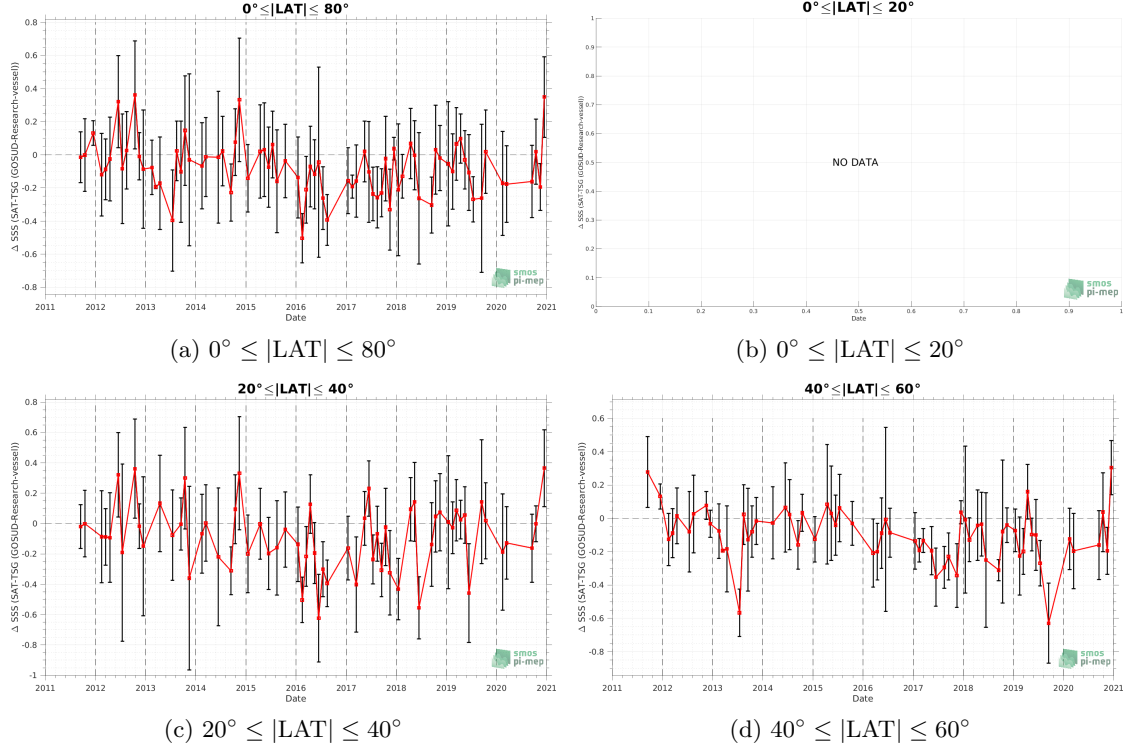 0°≤|LAT|≤ 80°
0.8
0.6
0.4
0.2
0
-0.2
-0.4
-0.6
-0.8
Δ SSS (SAT-TSG (GOSUD-Research-vessel))
2011 2012 2013 2014 2015 2016 2017 2018 2019 2020 2021
Date
smos
pi-mep
(a) 0° ≤ |LAT| ≤ 80°
0°≤|LAT|≤ 20°
1
0.9
0.8
0.7
0.6
0.5
0.4
0.3
0.2
0.1
0
Δ SSS (SAT-TSG (GOSUD-Research-vessel))
NO DATA
0 0.1 0.2 0.3 0.4 0.5 0.6 0.7 0.8 0.9 1
Date
smos
pi-mep
(b) 0° ≤ |LAT| ≤ 20°
20°≤|LAT|≤ 40°
0.8
0.6
0.4
0.2
0
-0.2
-0.4
-0.6
-0.8
-1
Δ SSS (SAT-TSG (GOSUD-Research-vessel))
2011 2012 2013 2014 2015 2016 2017 2018 2019 2020 2021
Date
smos
pi-mep
(c) 20° ≤ |LAT| ≤ 40°
40°≤|LAT|≤ 60°
0.6
0.4
0.2
0
-0.2
-0.4
-0.6
-0.8
Δ SSS (SAT-TSG (GOSUD-Research-vessel))
2011 2012 2013 2014 2015 2016 2017 2018 2019 2020 2021
Date
smos
pi-mep
(d) 40° ≤ |LAT| ≤ 60°